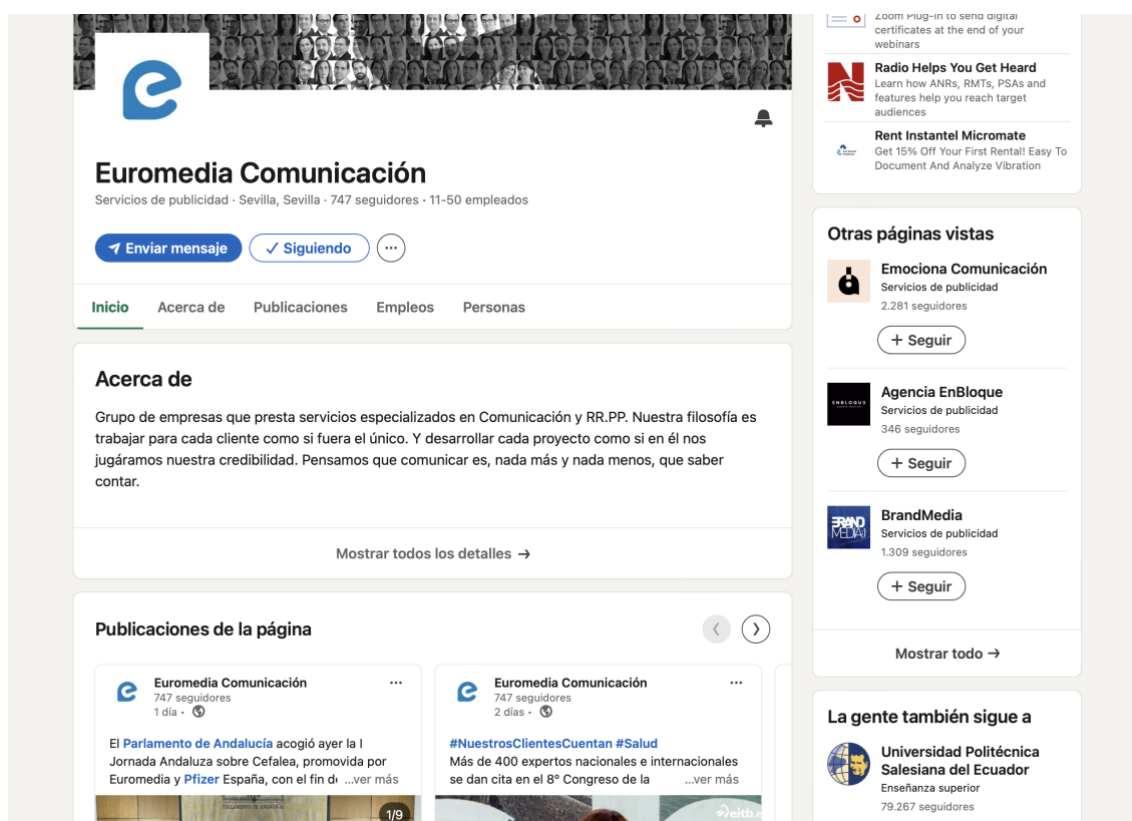 Euromedia Comunicación
Servicios de publicidad · Sevilla, Sevilla · 747 seguidores · 11-50 empleados
Enviar mensaje
Siguiendo
Inicio
Acerca de
Publicaciones
Empleos
Personas
Acerca de
Grupo de empresas que presta servicios especializados en Comunicación y RR.PP. Nuestra filosofía es
trabajar para cada cliente como si fuera el único. Y desarrollar cada proyecto como si en él nos
jugáramos nuestra credibilidad. Pensamos que comunicar es, nada más y nada menos, que saber
contar.
Mostrar todos los detalles →
Publicaciones de la página
Euromedia Comunicación
747 seguidores
1 día •
El Parlamento de Andalucía acogió ayer la I
Jornada Andaluza sobre Cefalea, promovida por
Euromedia y Pfizer España, con el fin d ...ver más
1/9
Euromedia Comunicación
747 seguidores
2 días •
#NuestrosClientesCuentan #Salud
Más de 400 expertos nacionales e internacionales
se dan cita en el 8º Congreso de la ...ver más
eitb.e
Zoom Plug-in to send digital
certificates at the end of your
webinars
Radio Helps You Get Heard
Learn how ANRs, RMTs, PSAs and
features help you reach target
audiences
Rent Instantel Micromate
Get 15% Off Your First Rental! Easy To
Document And Analyze Vibration
Otras páginas vistas
Emociona Comunicación
Servicios de publicidad
2.281 seguidores
+ Seguir
ENBLOQUE
Agencia EnBloque
Servicios de publicidad
346 seguidores
+ Seguir
BRAND
MEDIA
BrandMedia
Servicios de publicidad
1.309 seguidores
+ Seguir
Mostrar todo →
La gente también sigue a
Universidad Politécnica
Salesiana del Ecuador
Enseñanza superior
79.267 seguidores